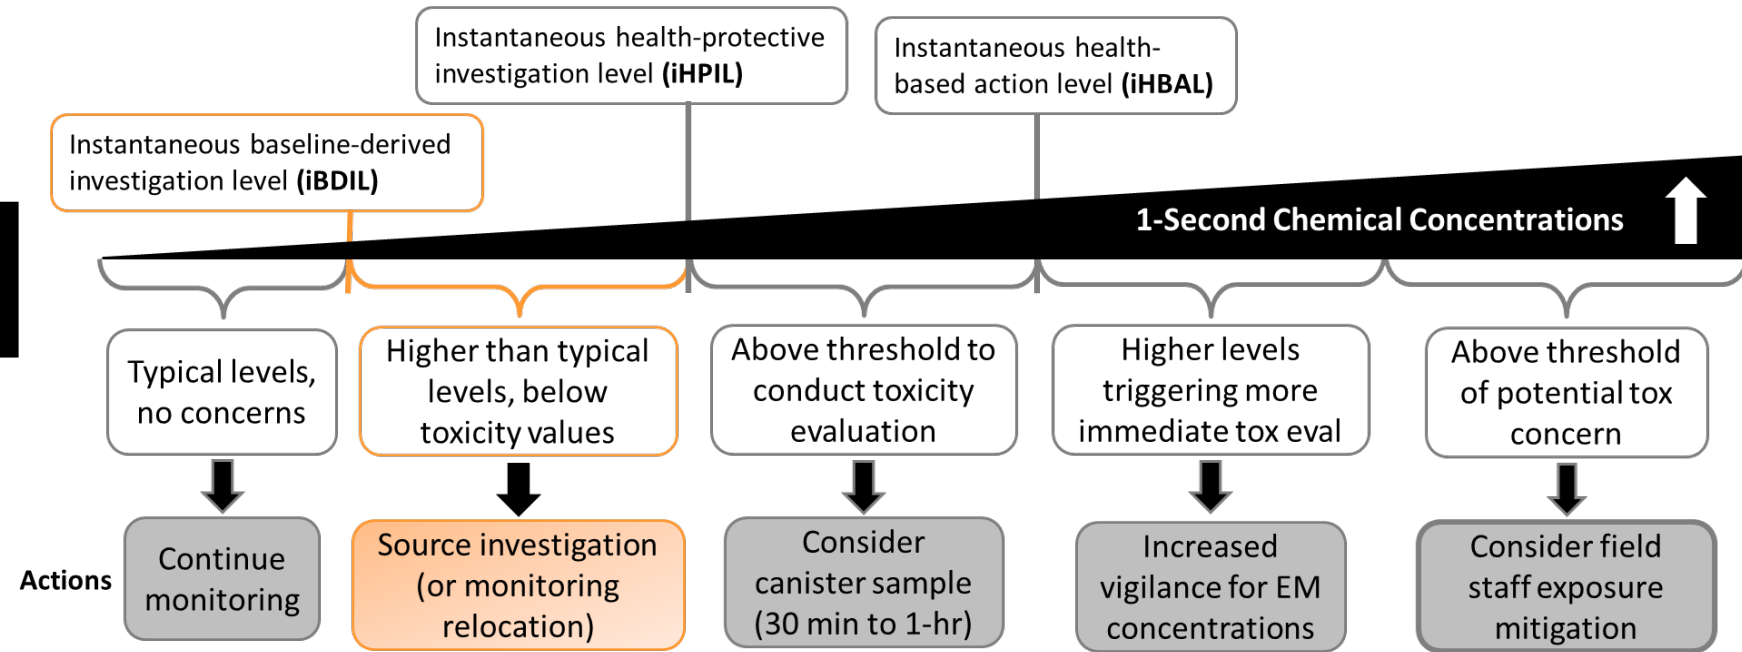 Instantaneous health-protective
investigation level (iHPIL)
Instantaneous health-
based action level (iHBAL)
Instantaneous baseline-derived
investigation level (iBDIL)
1-Second Chemical Concentrations
Typical levels,
no concerns
Higher than typical
levels, below
toxicity values
Above threshold to
conduct toxicity
evaluation
Higher levels
triggering more
immediate tox eval
Above threshold
of potential tox
concern
Actions
Continue
monitoring
Source investigation
(or monitoring
relocation)
Consider
canister sample
(30 min to 1-hr)
Increased
vigilance for EM
concentrations
Consider field
staff exposure
mitigation